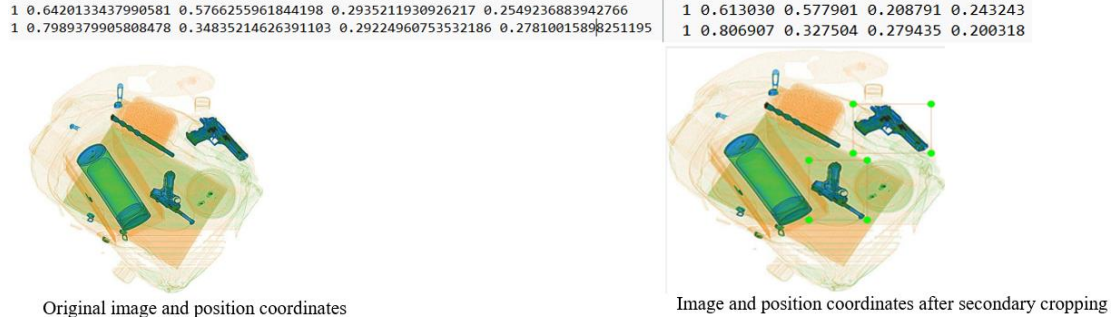 1 0.6420133437990581 0.5766255961844198 0.2935211930926217 0.2549236883942766
1 0.7989379905808478 0.34835214626391103 0.29224960753532186 0.27810015898251195
Original image and position coordinates
1 0.613030 0.577901 0.208791 0.243243
1 0.806907 0.327504 0.279435 0.200318
Image and position coordinates after secondary cropping